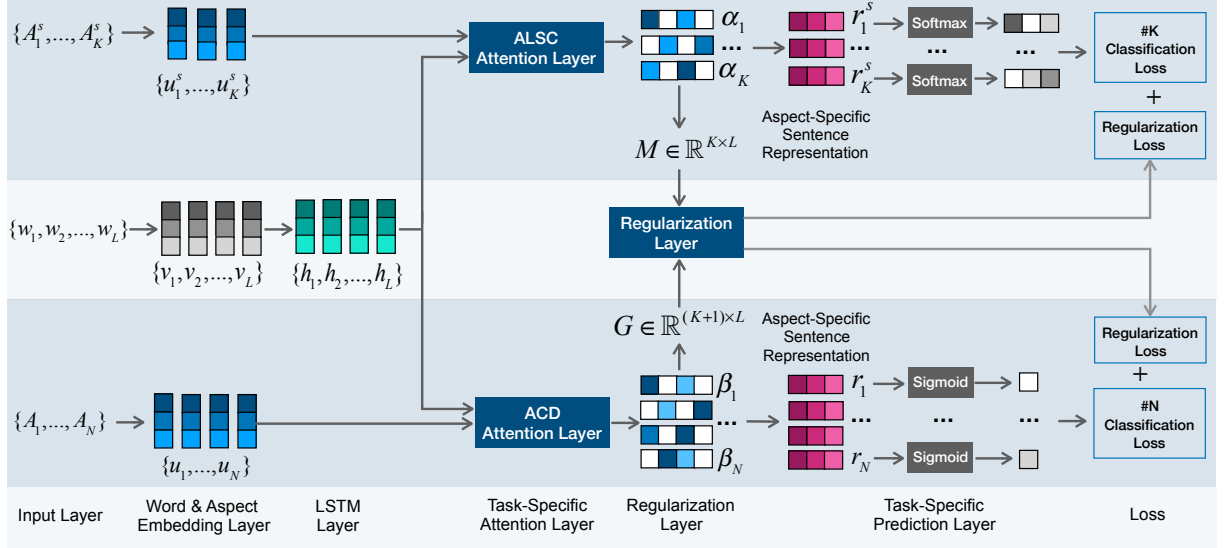 {A_1^s,...,A_K^s}
{u_1^s,...,u_K^s}
ALSC
Attention Layer
α_1
...
α_K
r_1^s
...
r_K^s
Softmax
...
Softmax
...
#K
Classification
Loss
+
Regularization
Loss
Aspect-Specific
Sentence
Representation
M ∈ ℝ^{K×L}
{w_1,w_2,...,w_L}
{v_1,v_2,...,v_L}
{h_1,h_2,...,h_L}
Regularization
Layer
G ∈ ℝ^{(K+1)×L}
Aspect-Specific
Sentence
Representation
Regularization
Loss
+
#N
Classification
Loss
{A_1,...,A_N}
{u_1,...,u_N}
ACD
Attention Layer
β_1
...
β_N
r_1
...
r_N
Sigmoid
...
Sigmoid
...
Input Layer
Word & Aspect
Embedding Layer
LSTM
Layer
Task-Specific
Attention Layer
Regularization
Layer
Task-Specific
Prediction Layer
Loss